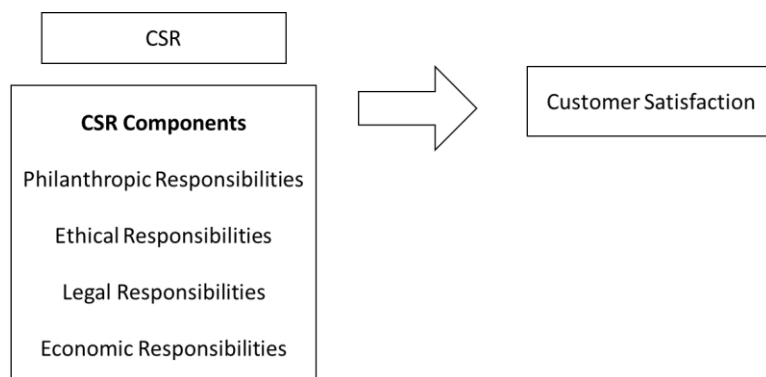 CSR
CSR Components
Philanthropic Responsibilities
Ethical Responsibilities
Legal Responsibilities
Economic Responsibilities
Customer Satisfaction